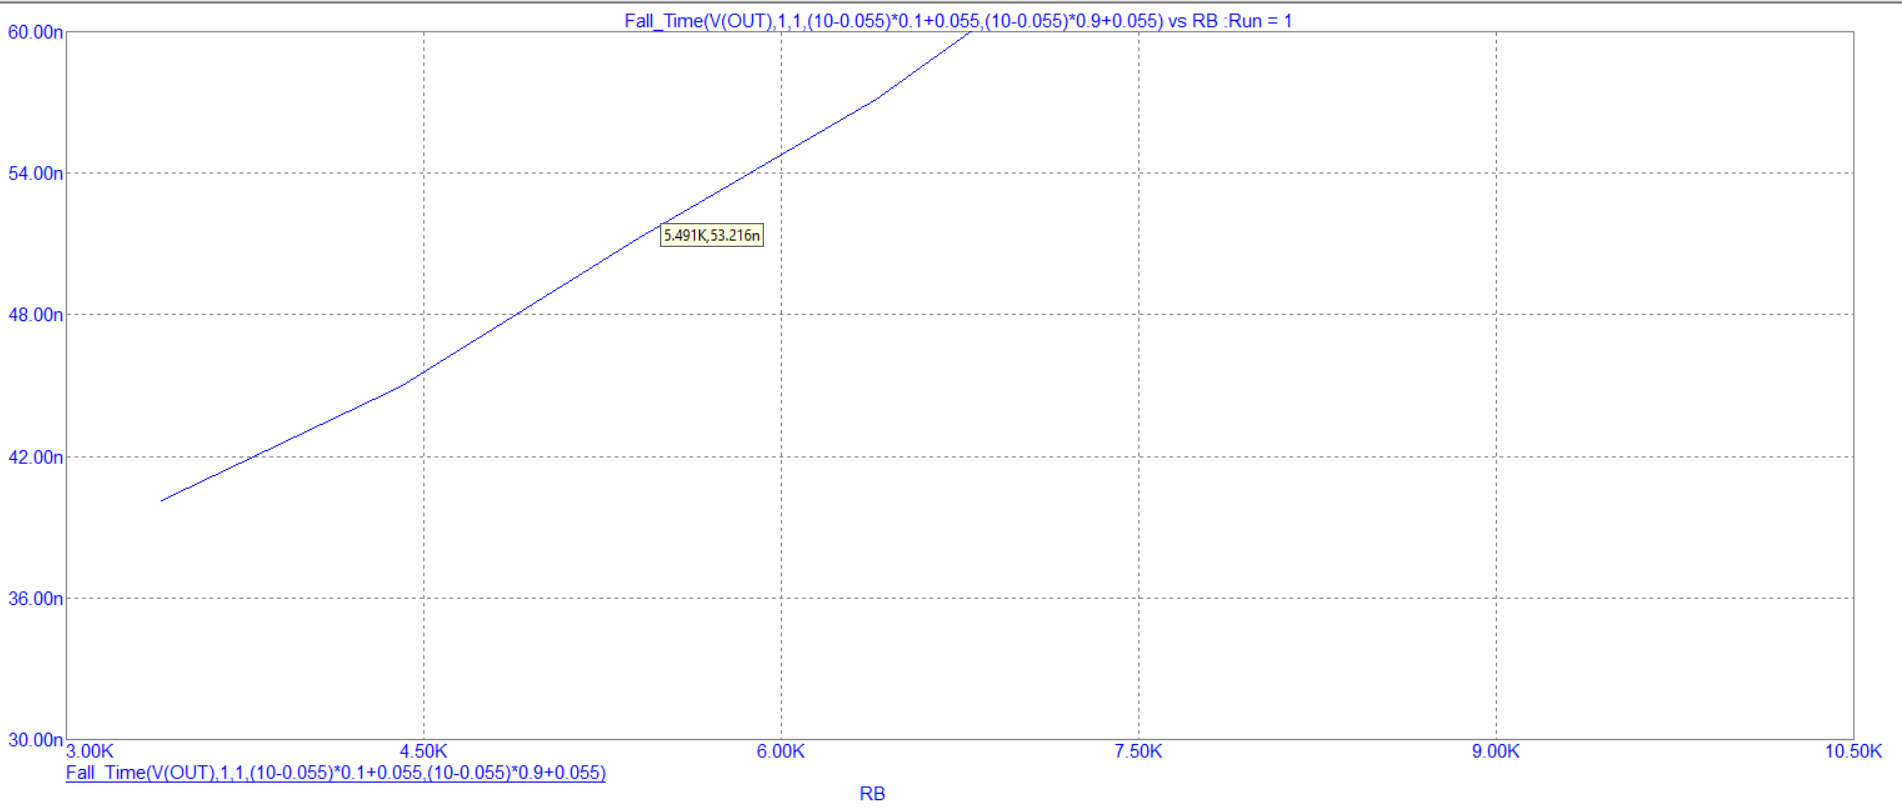 Fall_Time(V(OUT),1,1,(10-0.055)*0.1+0.055,(10-0.055)*0.9+0.055) vs RB :Run = 1
60.00n
54.00n
5.491K,53.216n
48.00n
42.00n
36.00n
30.00n
3.00K 4.50K 6.00K 7.50K 9.00K 10.50K
Fall_Time(V(OUT),1,1,(10-0.055)*0.1+0.055,(10-0.055)*0.9+0.055)
RB